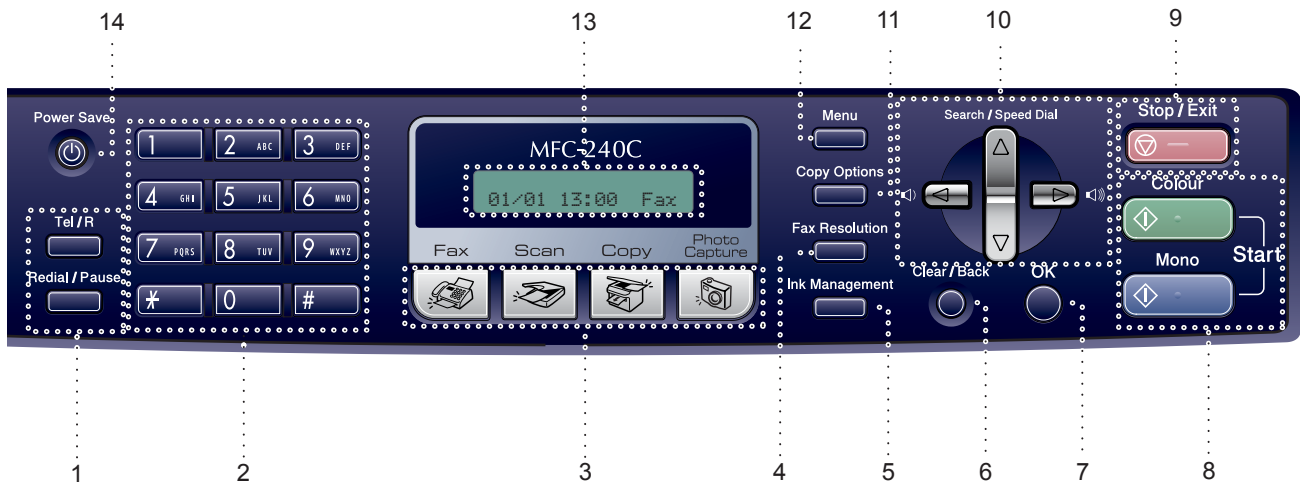 14 13 12 11 10 9
Power Save
1 2 ABC 3 DEF
4 GHI 5 JKL 6 MNO
7 PQRS 8 TUV 9 WXYZ
* 0 #
Tel / R
Redial / Pause
MFC-240C
01/01 13:00 Fax
Fax Scan Copy Photo Capture
Menu
Copy Options
Fax Resolution
Ink Management
Search / Speed Dial
Clear / Back
OK
Stop / Exit
Colour
Mono
Start
1 2 3 4 5 6 7 8